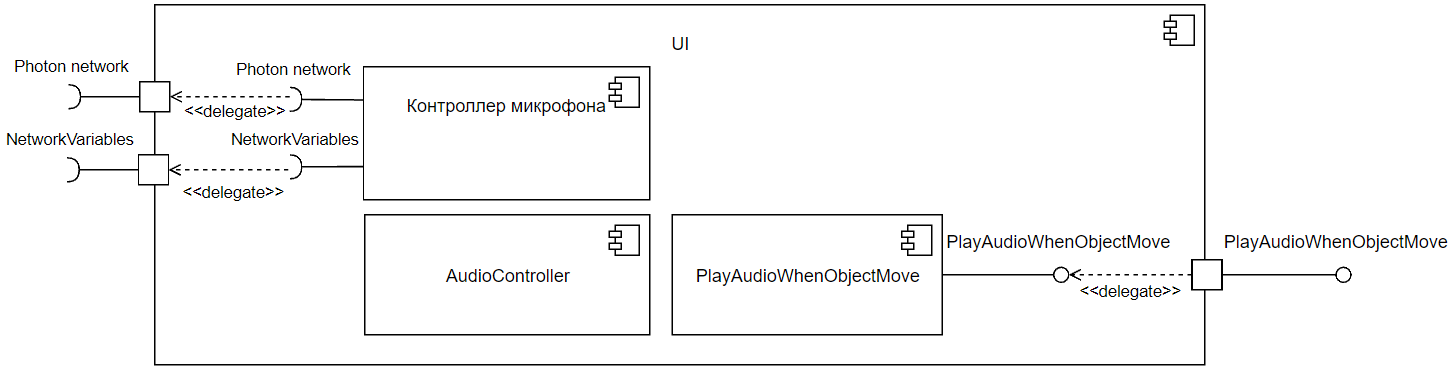 UI
Photon network
Photon network
<<delegate>>
Контроллер микрофона
NetworkVariables
NetworkVariables
<<delegate>>
AudioController
PlayAudioWhenObjectMove
PlayAudioWhenObjectMove
<<delegate>>
PlayAudioWhenObjectMove